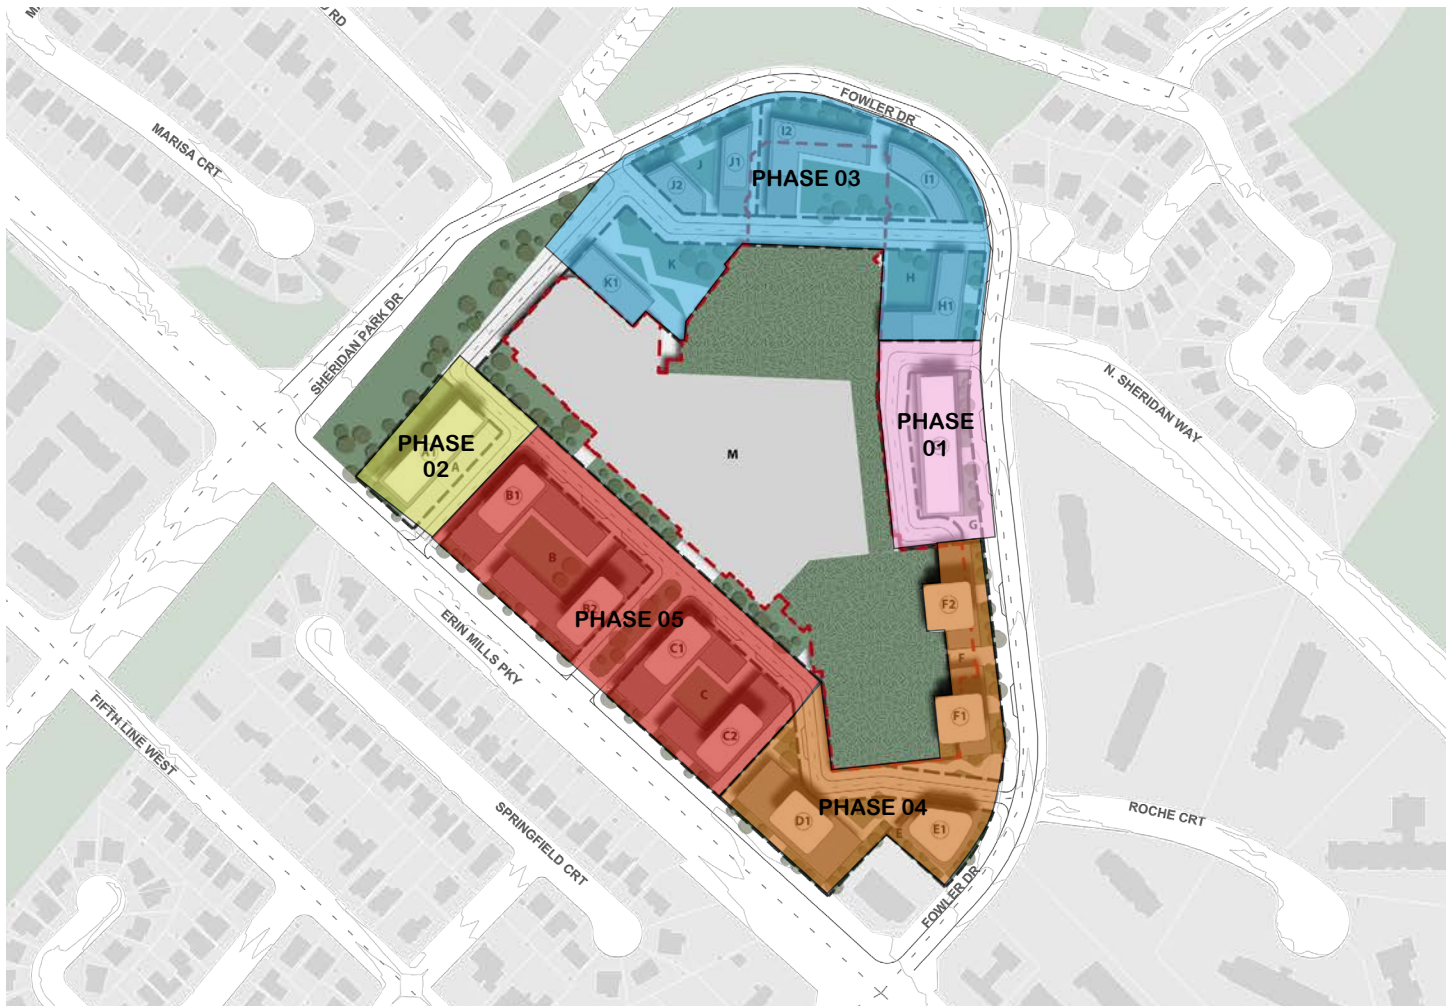 RD
FOWLER DR
MARISA CRT
I2
J
J1
J2
PHASE 03
I1
K
K1
H
H1
SHERIDAN PARK DR
N. SHERIDAN WAY
PHASE
01
PHASE
02
A1
A
M
B1
G
B
B2
PHASE 05
C1
F2
F
ERIN MILLS PKY
C
C2
F1
FIFTH LINE WEST
PHASE 04
D1
E
E1
ROCHE CRT
SPRINGFIELD CRT
FOWLER DR